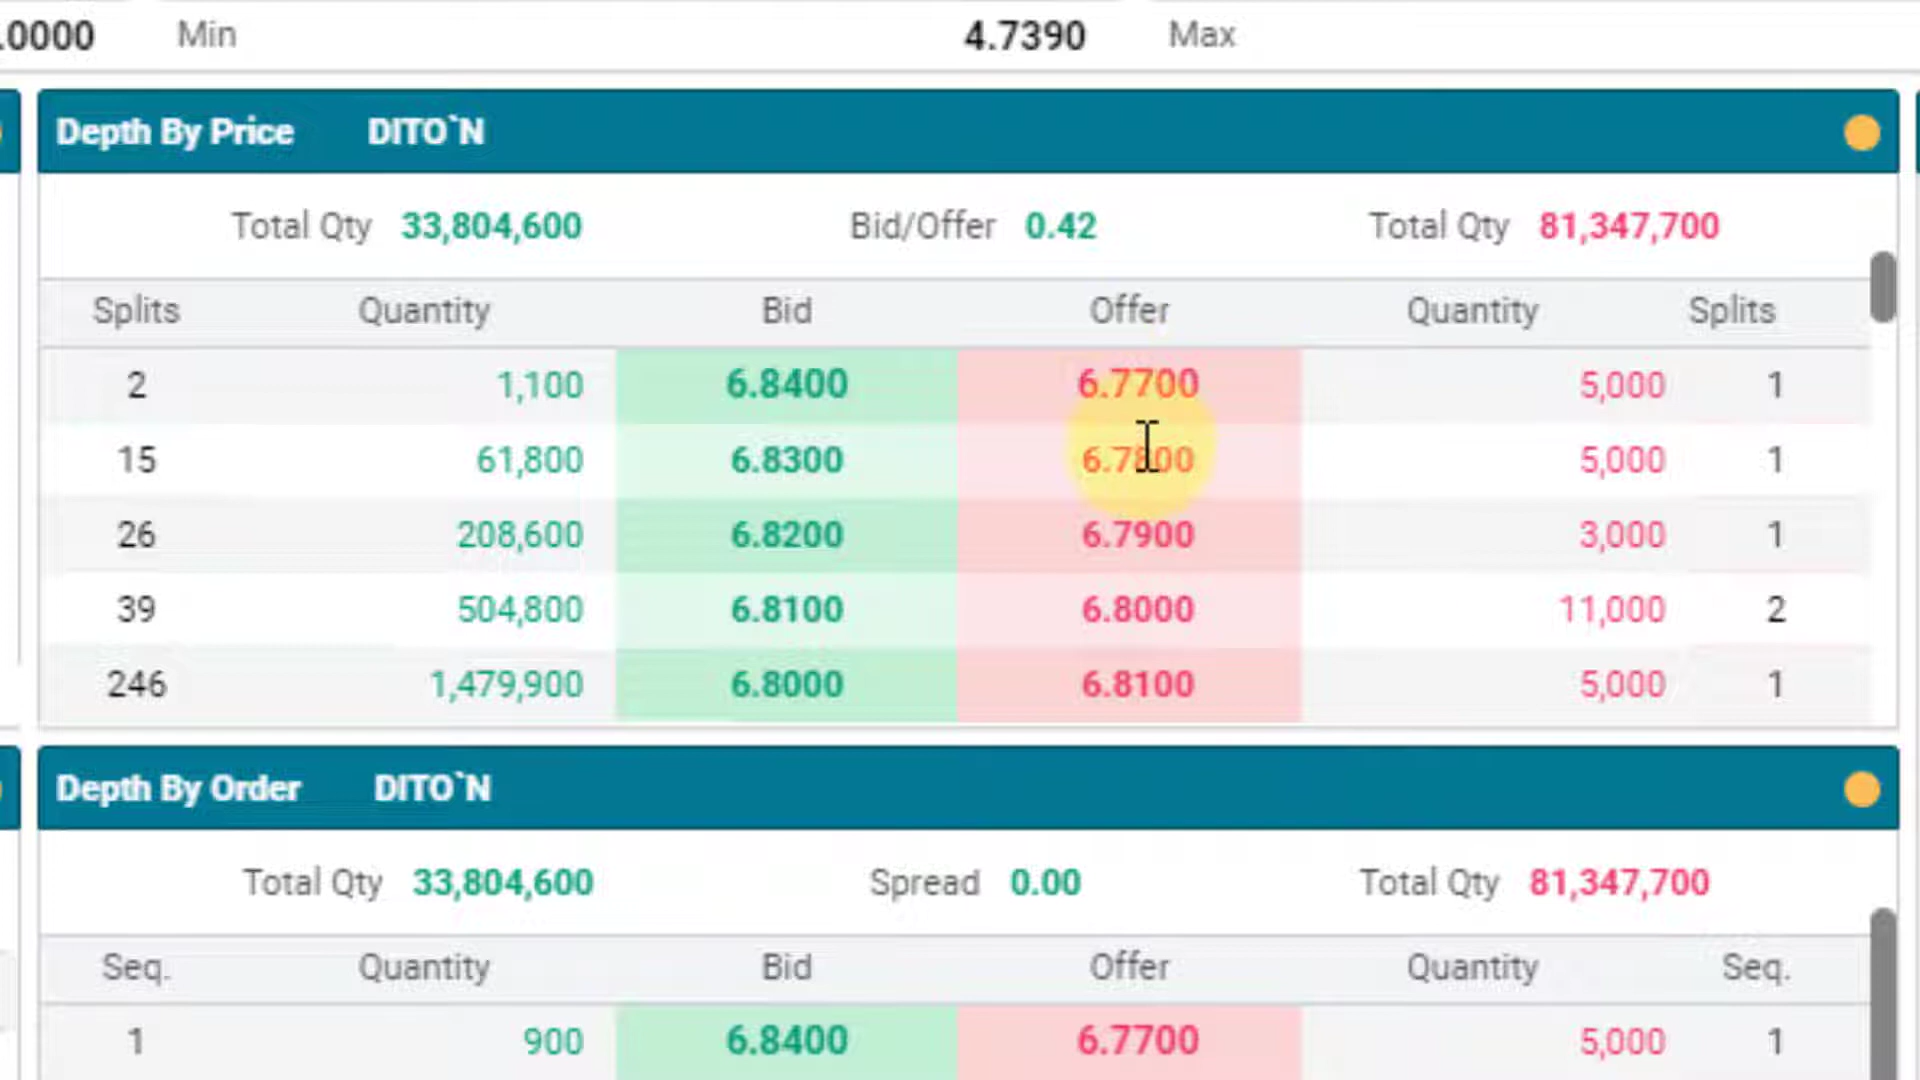 .0000 Min 4.7390 Max
Depth By Price DITO`N
Total Qty 33,804,600 Bid/Offer 0.42 Total Qty 81,347,700
Splits Quantity Bid Offer Quantity Splits
2 1,100 6.8400 6.7700 5,000 1
15 61,800 6.8300 6.7800 5,000 1
26 208,600 6.8200 6.7900 3,000 1
39 504,800 6.8100 6.8000 11,000 2
246 1,479,900 6.8000 6.8100 5,000 1
Depth By Order DITO`N
Total Qty 33,804,600 Spread 0.00 Total Qty 81,347,700
Seq. Quantity Bid Offer Quantity Seq.
1 900 6.8400 6.7700 5,000 1